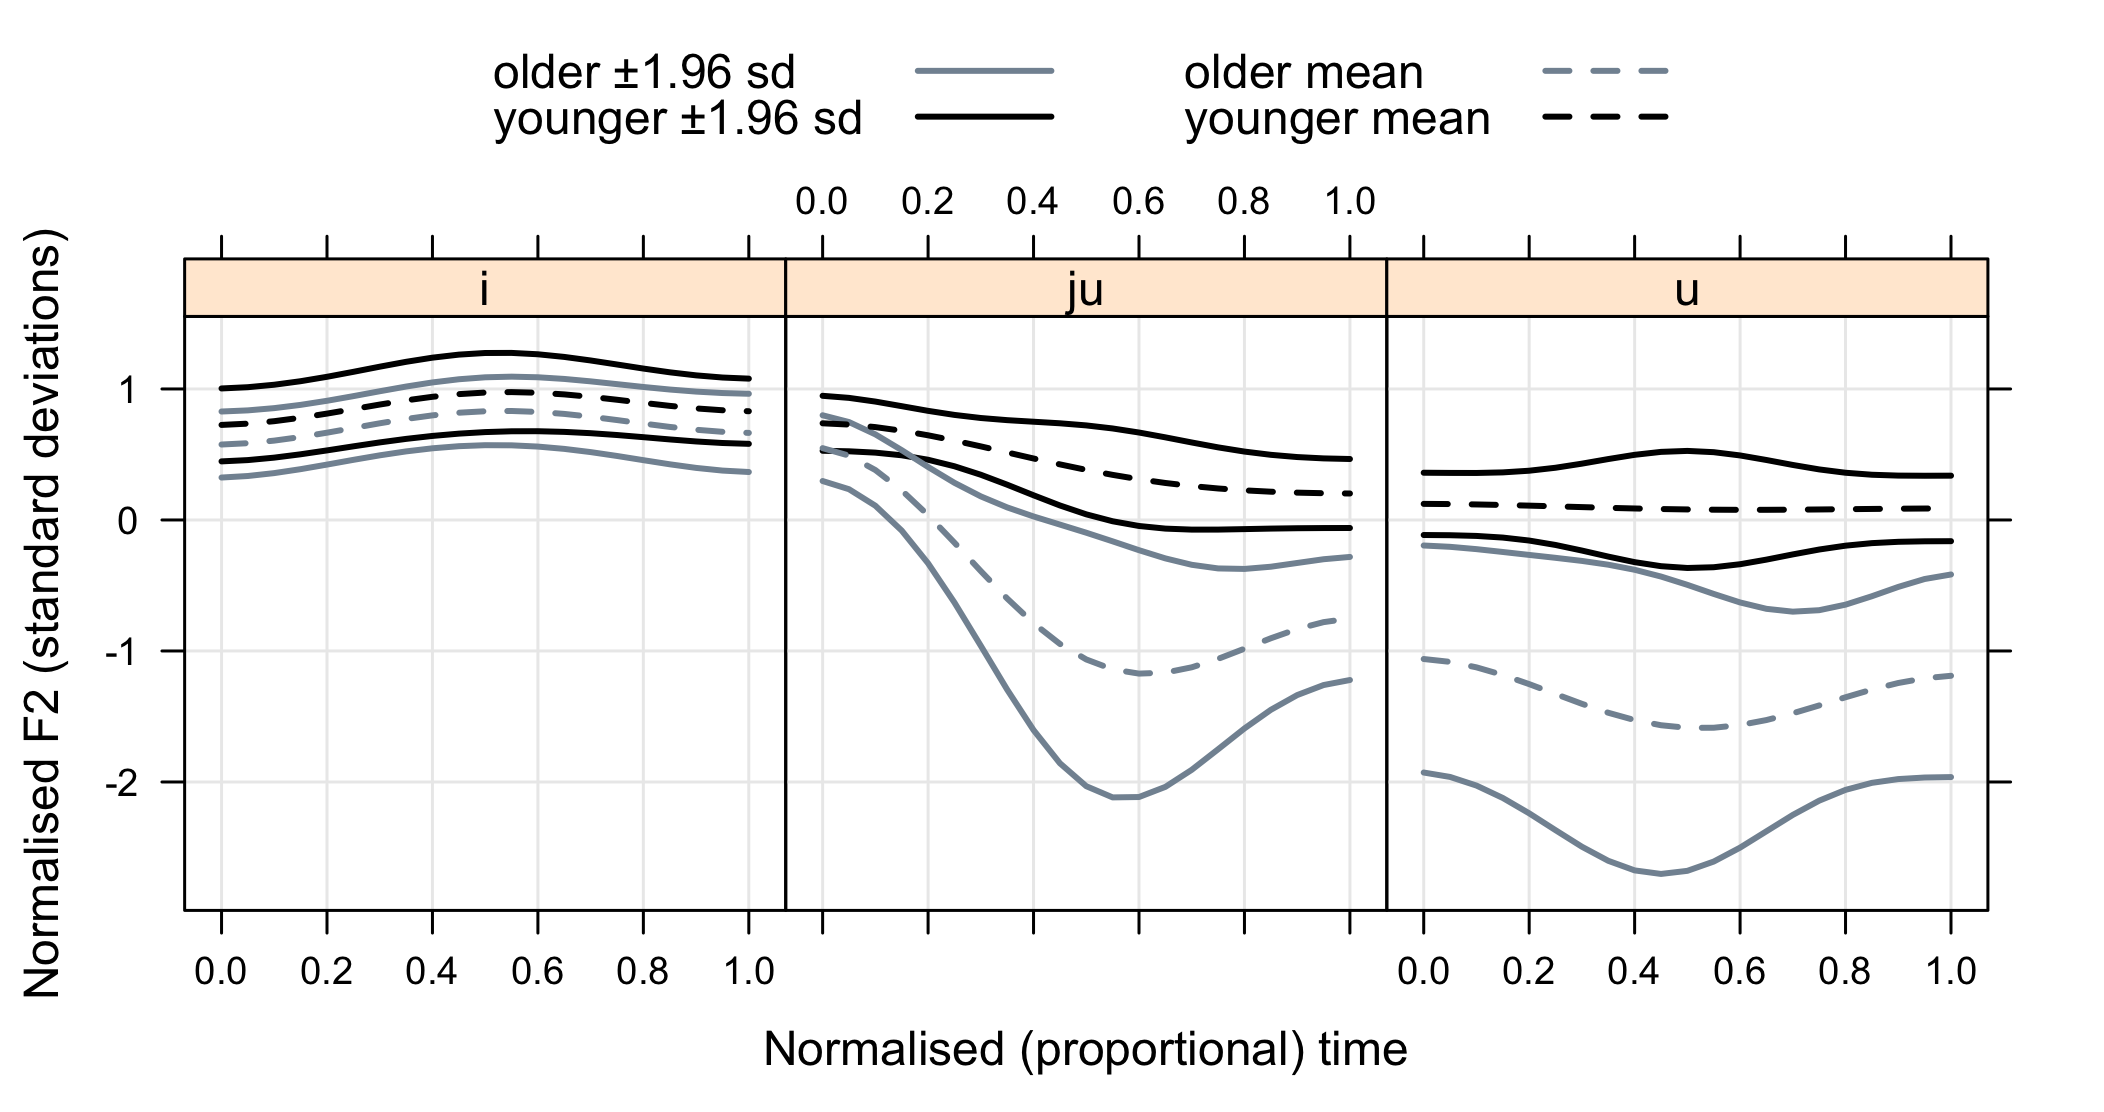 older ±1.96 sd older mean
younger ±1.96 sd younger mean
0.0 0.2 0.4 0.6 0.8 1.0
i ju u
Normalised F2 (standard deviations)
1
0
-1
-2
0.0 0.2 0.4 0.6 0.8 1.0 0.0 0.2 0.4 0.6 0.8 1.0
Normalised (proportional) time